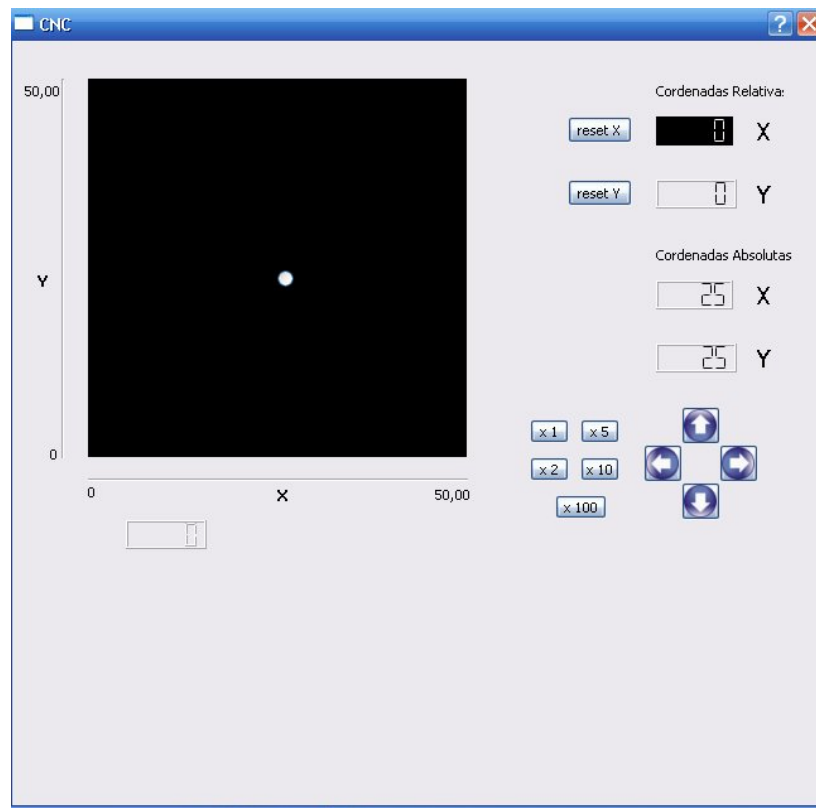 CNC
50,00
Y
0
0
X
50,00
0
Cordenadas Relativa:
reset X
0
X
reset Y
0
Y
Cordenadas Absolutas
25
X
25
Y
x 1
x 5
x 2
x 10
x 100